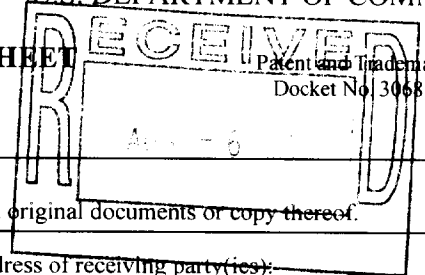 U.S. DEPARTMENT OF COMM
RECEIVED
HEET
Patent and Tradema
Docket No. 3068
original documents or copy thereof.
dress of receiving party(ies):